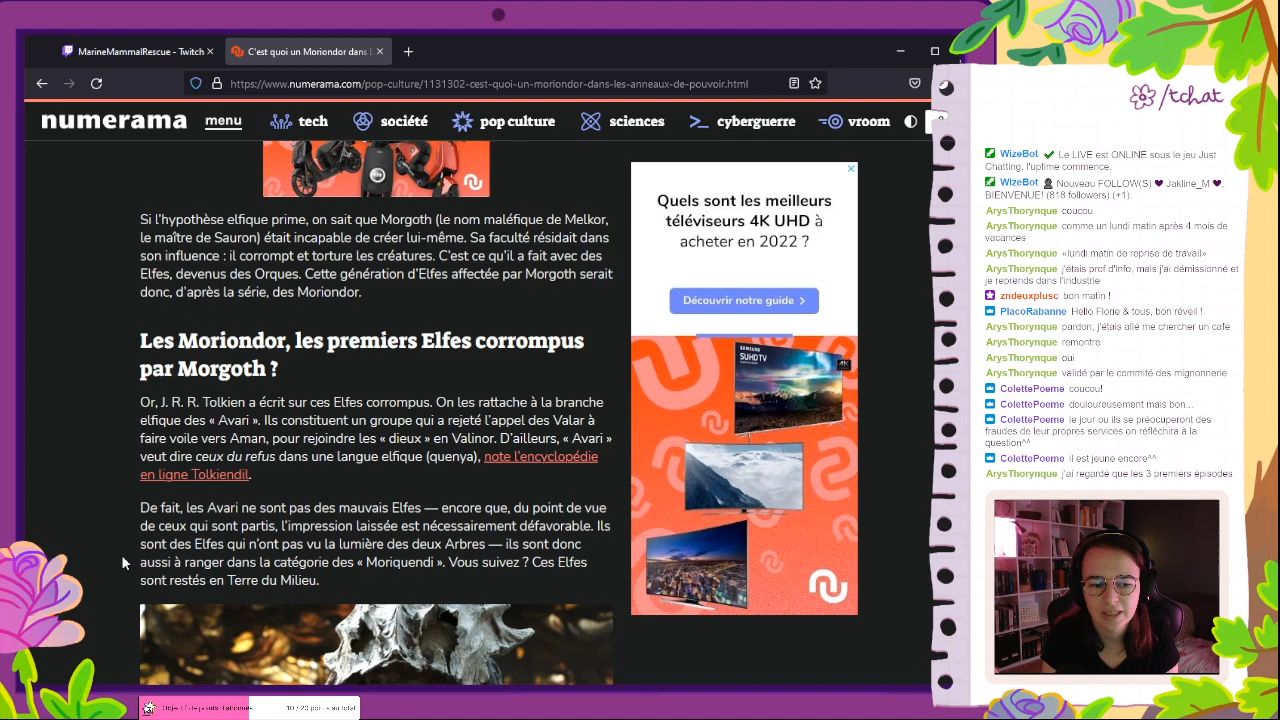 MarineMammalRescue - Twitch
C'est quoi un Moriondor dans L
https://www.numerama.com/pop-culture/1131302-cest-quoi-un-moriondor-dans-les-anneaux-de-pouvoir.html
numerama
menu
tech
société
pop culture
sciences
cyberguerre
vroom
Si l'hypothèse elfique prime, on sait que Morgoth (le nom maléfique de Melkor,
le maître de Sauron) était incapable de créer lui-même. Sa faculté résidait dans
son influence : il corrompt et torture les créatures. C'est ce qu'il a fait avec des
Elfes, devenus des Orques. Cette génération d'Elfes affectée par Morgoth serait
donc, d'après la série, des Moriondor.
Les Moriondor, les premiers Elfes corrompus
par Morgoth ?
Or, J. R. R. Tolkien a écrit sur ces Elfes corrompus. On les rattache à la branche
elfique des « Avari ». Ils constituent un groupe qui a rejeté l'appel des Valar à
faire voile vers Aman, pour rejoindre les « dieux » en Valinor. D'ailleurs, « Avari »
veut dire ceux du refus dans une langue elfique (quenya), note l'encyclopédie
en ligne Tolkiendil.
De fait, les Avari ne sont pas des mauvais Elfes — encore que, du point de vue
de ceux qui sont partis, l'impression laissée est nécessairement défavorable. Ils
sont des Elfes qui n'ont pas vu la lumière des deux Arbres — ils sont donc
aussi à ranger dans la catégorie des « Moriquendi ». Vous suivez ? Ces Elfes
sont restés en Terre du Milieu.
Quels sont les meilleurs
téléviseurs 4K UHD à
acheter en 2022 ?
Découvrir notre guide
SAMSUNG
SUHDTV
4K
/tchat
WizeBot Le LIVE est ONLINE sous le jeu Just
Chatting, l'uptime commence.
WizeBot Nouveau FOLLOW(S) Jakline_M ,
BIENVENUE! (818 followers) (+1).
ArysThorynque coucou
ArysThorynque comme un lundi matin après 4 mois de
vacances
ArysThorynque «lundi matin de reprise de travail»
ArysThorynque j'étais prof d'info, mais j'ai démissionné et
je reprends dans l'industrie
zndeuxplusc bon matin !
PlacoRabanne Hello Florie & tous, bon réveil !
ArysThorynque pardon, j'étais allé me chercher un café
ArysThorynque remontre
ArysThorynque oui
ArysThorynque validé par le commité des mignonnerie
ColettePoeme coucou!
ColettePoeme douloureusement mais bon...
ColettePoeme le jour ou ils se préoccuperont des
fraudes de leur propres services on réfléchira à la
question^^
ColettePoeme il est jeune encore^^
ArysThorynque j'ai regardé que les 3 premiers épisodes